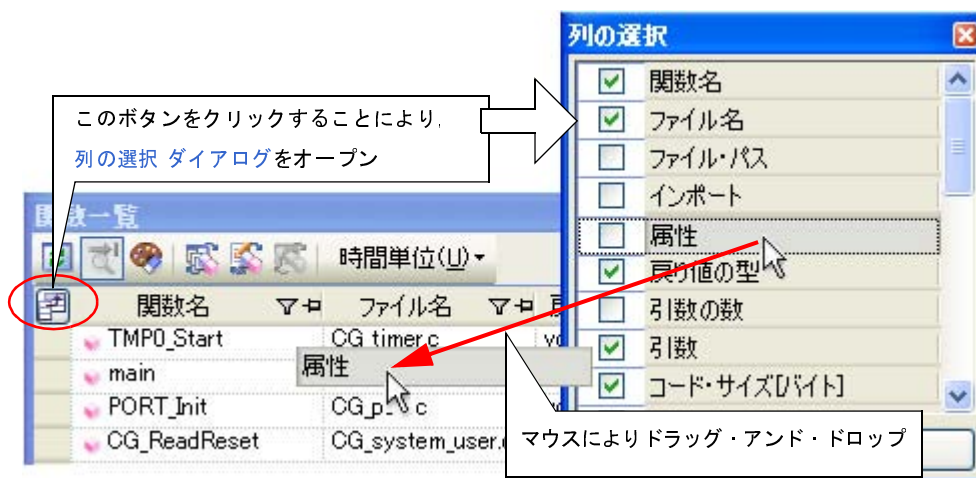 列の選択
関数名
ファイル名
ファイル・パス
インポート
属性
戻り値の型
引数の数
引数
コード・サイズ[バイト]
このボタンをクリックすることにより,
列の選択 ダイアログをオープン
関数一覧
時間単位(U)
関数名 ファイル名
TMP0_Start CG_timer.c
main
PORT_Init
CG_ReadReset CG_system_user.
属性
マウスによりドラッグ・アンド・ドロップ